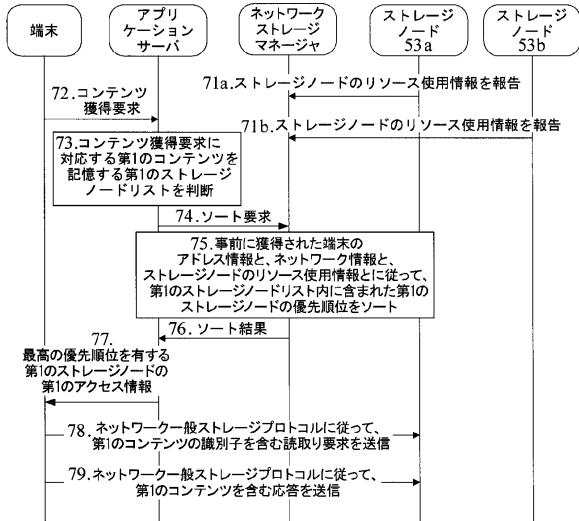 端末
アプリ
ケーション
サーバ
ネットワーク
ストレージ
マネージャ
ストレージ
ノード
53a
ストレージ
ノード
53b
71a.ストレージノードのリソース使用情報を報告
72.コンテンツ
獲得要求
71b.ストレージノードのリソース使用情報を報告
73.コンテンツ獲得要求に
対応する第1のコンテンツを
記憶する第1のストレージ
ノードリストを判断
74.ソート要求
75.事前に獲得された端末の
アドレス情報と、ネットワーク情報と、
ストレージノードのリソース使用情報とに従って、
第1のストレージノードリスト内に含まれた第1の
ストレージノードの優先順位をソート
76.ソート結果
77.
最高の優先順位を有する
第1のストレージノードの
第1のアクセス情報
78.ネットワーク一般ストレージプロトコルに従って、
第1のコンテンツの識別子を含む読取り要求を送信
79.ネットワーク一般ストレージプロトコルに従って、
第1のコンテンツを含む応答を送信